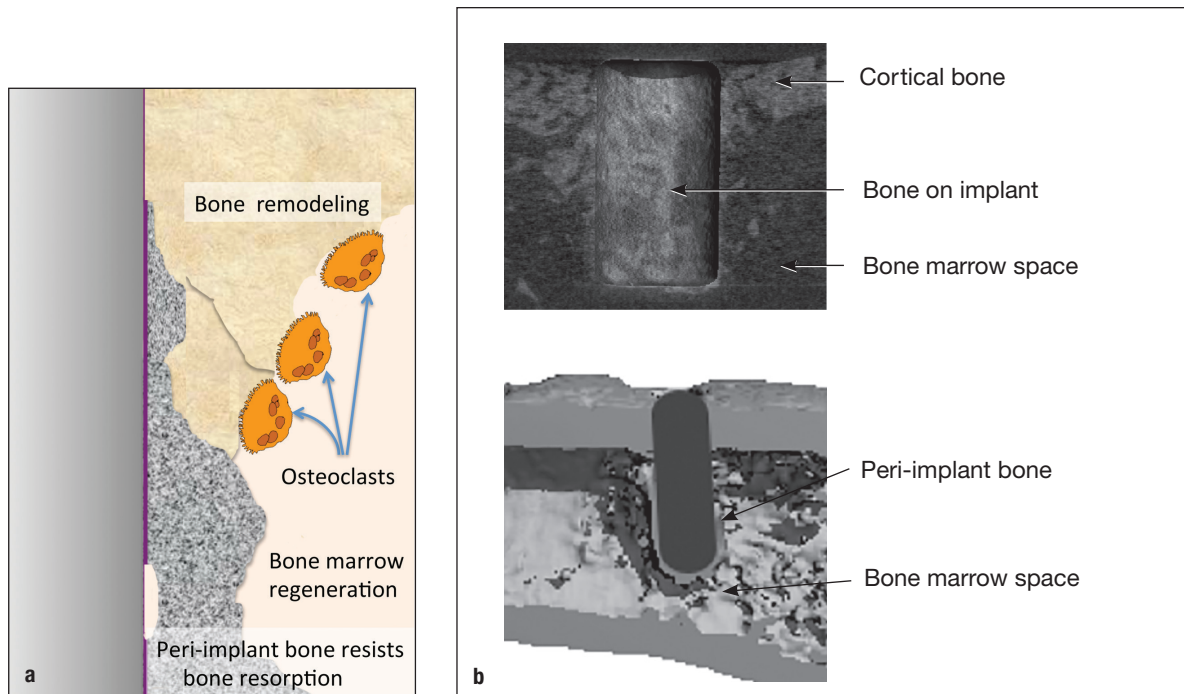 Bone remodeling
Osteoclasts
Bone marrow
regeneration
Peri-implant bone resists
bone resorption
a
Cortical bone
Bone on implant
Bone marrow space
Peri-implant bone
Bone marrow space
b